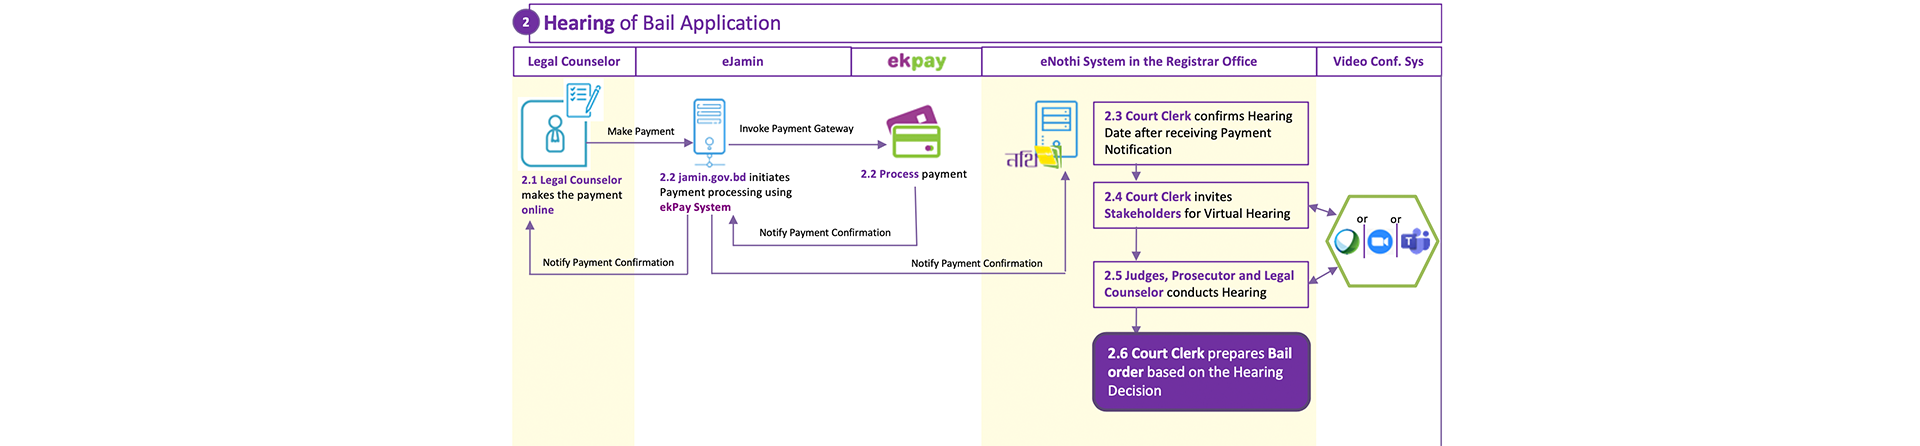 2 Hearing of Bail Application
Legal Counselor
eJamin
ekpay
eNothi System in the Registrar Office
Video Conf. Sys
Make Payment
Invoke Payment Gateway
2.1 Legal Counselor
makes the payment
online
2.2 jamin.gov.bd initiates
Payment processing using
ekPay System
2.2 Process payment
Notify Payment Confirmation
Notify Payment Confirmation
Notify Payment Confirmation
নথি
2.3 Court Clerk confirms Hearing
Date after receiving Payment
Notification
2.4 Court Clerk invites
Stakeholders for Virtual Hearing
2.5 Judges, Prosecutor and Legal
Counselor conducts Hearing
2.6 Court Clerk prepares Bail
order based on the Hearing
Decision
or
or
T